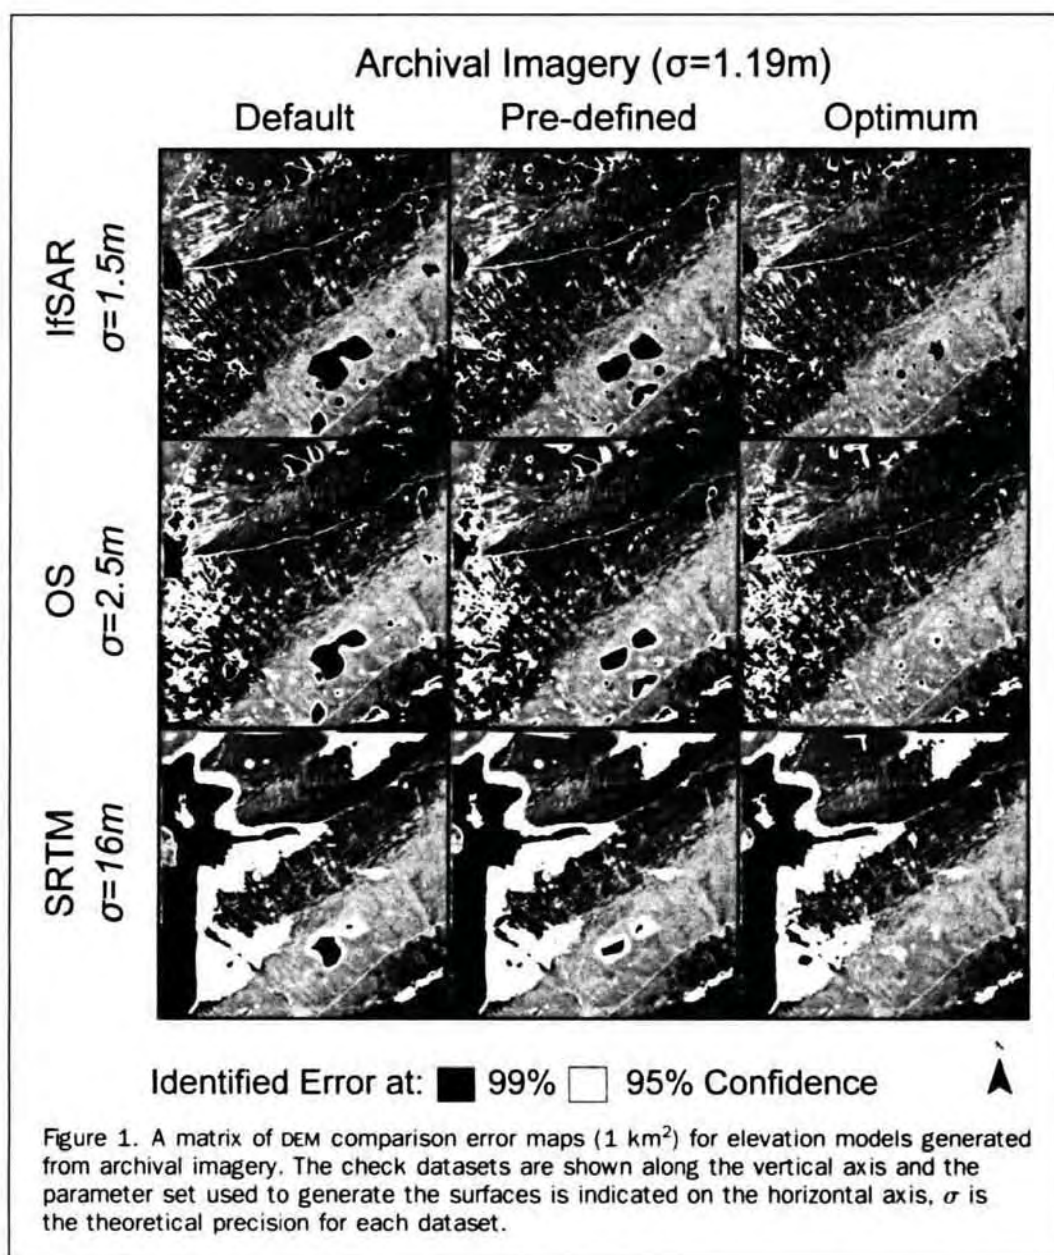 Archival Imagery (σ=1.19m)
Default Pre-defined Optimum
IfSAR
σ=1.5m
OS
σ=2.5m
SRTM
σ=16m
Identified Error at: 99% 95% Confidence
Figure 1. A matrix of DEM comparison error maps (1 km²) for elevation models generated
from archival imagery. The check datasets are shown along the vertical axis and the
parameter set used to generate the surfaces is indicated on the horizontal axis, σ is
the theoretical precision for each dataset.